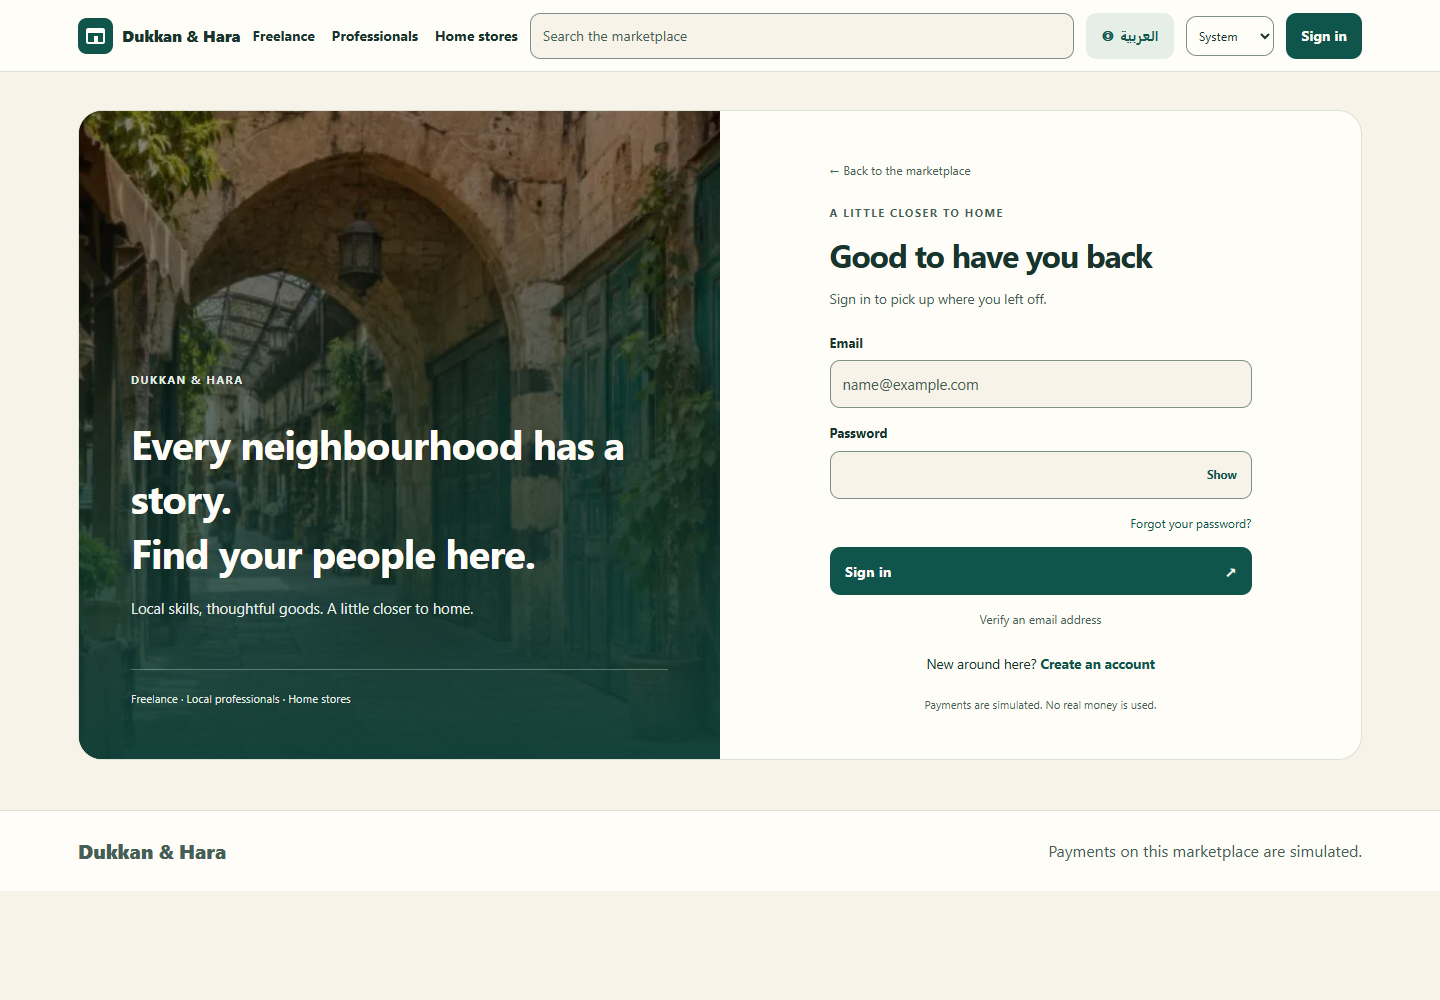 Dukkan & Hara
Freelance
Professionals
Home stores
Search the marketplace
العربية
System
Sign in
DUKKAN & HARA
Every neighbourhood has a
story.
Find your people here.
Local skills, thoughtful goods. A little closer to home.
Freelance · Local professionals · Home stores
← Back to the marketplace
A LITTLE CLOSER TO HOME
Good to have you back
Sign in to pick up where you left off.
Email
name@example.com
Password
Show
Forgot your password?
Sign in ↗
Verify an email address
New around here? Create an account
Payments are simulated. No real money is used.
Dukkan & Hara
Payments on this marketplace are simulated.